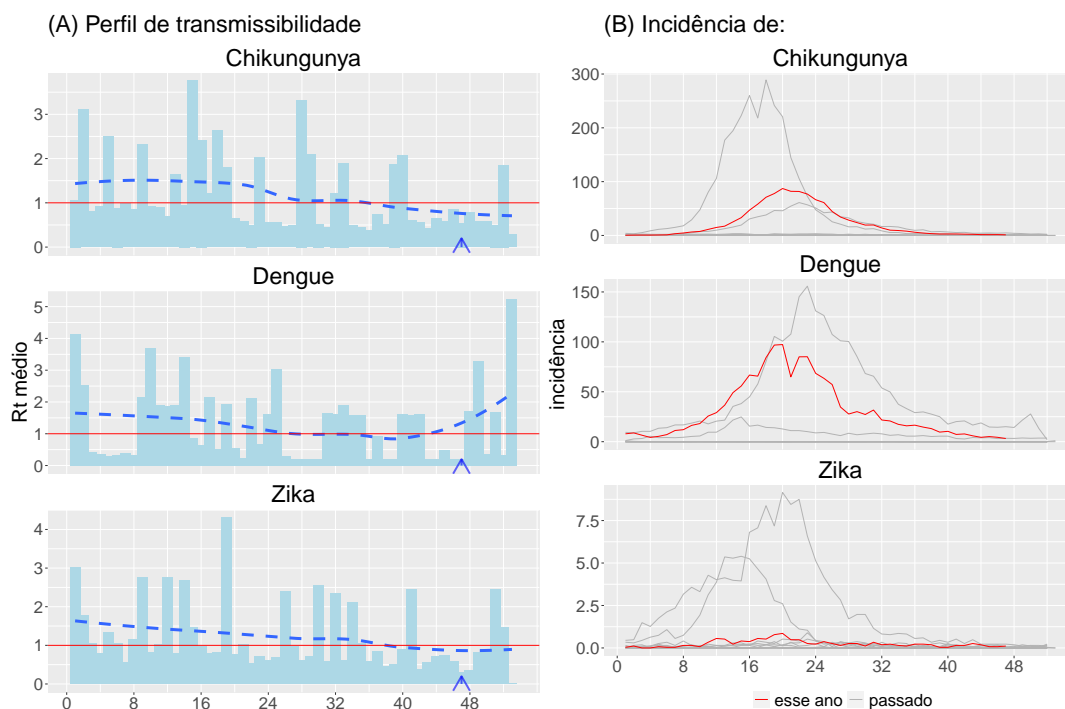 (A) Perfil de transmissibilidade
Chikungunya
3
2
1
0
Dengue
5
4
3
2
1
0
Zika
4
3
2
1
0
0 8 16 24 32 40 48
Rt médio
(B) Incidência de:
Chikungunya
300
200
100
0
Dengue
150
100
50
0
Zika
7.5
5.0
2.5
0.0
0 8 16 24 32 40 48
incidência
esse ano passado